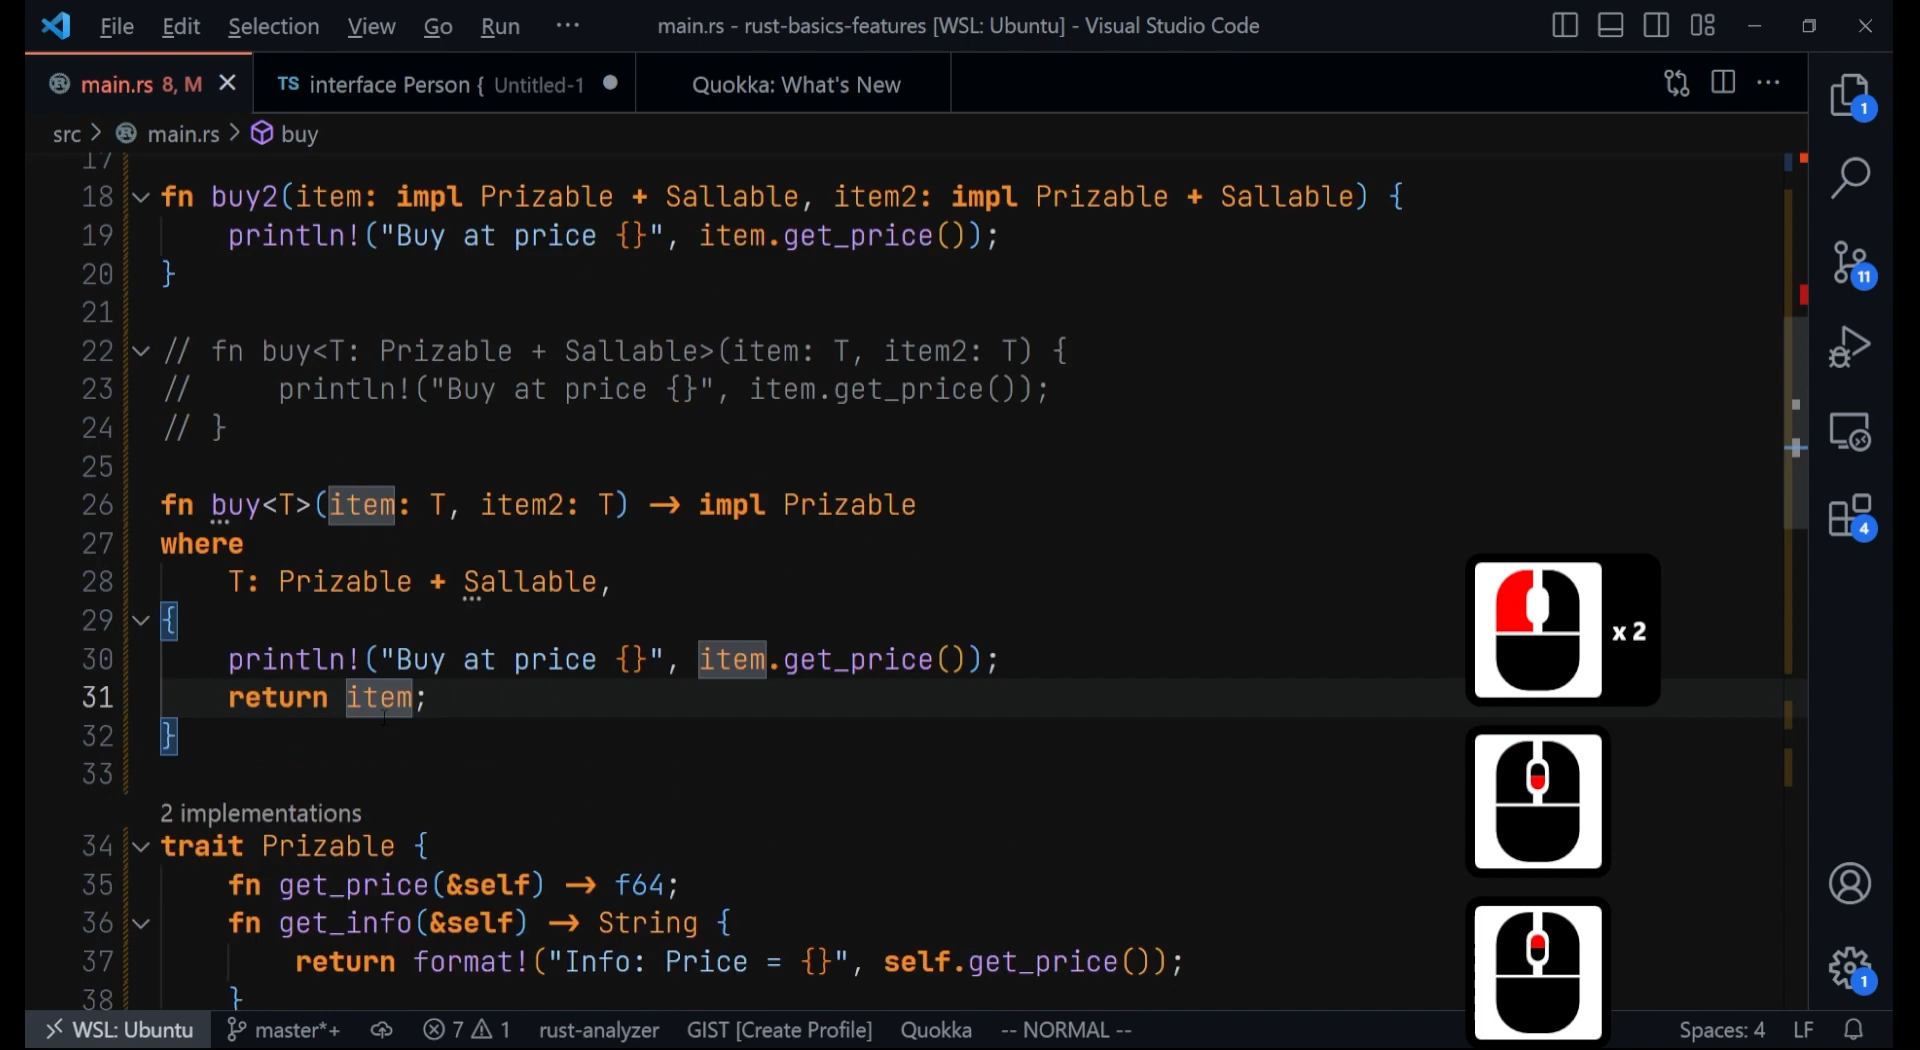 File Edit Selection View Go Run ··· main.rs - rust-basics-features [WSL: Ubuntu] - Visual Studio Code
main.rs 8, M TS interface Person { Untitled-1 Quokka: What's New
src > main.rs > buy
17
18 fn buy2(item: impl Prizable + Sallable, item2: impl Prizable + Sallable) {
19 println!("Buy at price {}", item.get_price());
20 }
21
22 // fn buy<T: Prizable + Sallable>(item: T, item2: T) {
23 // println!("Buy at price {}", item.get_price());
24 // }
25
26 fn buy<T>(item: T, item2: T) → impl Prizable
27 where
28 T: Prizable + Sallable,
29 {
30 println!("Buy at price {}", item.get_price());
31 return item;
32 }
33
2 implementations
34 trait Prizable {
35 fn get_price(&self) → f64;
36 fn get_info(&self) → String {
37 return format!("Info: Price = {}", self.get_price());
38 }
1
11
4
1
x 2
WSL: Ubuntu master*+ 7 1 rust-analyzer GIST [Create Profile] Quokka -- NORMAL -- Spaces: 4 LF